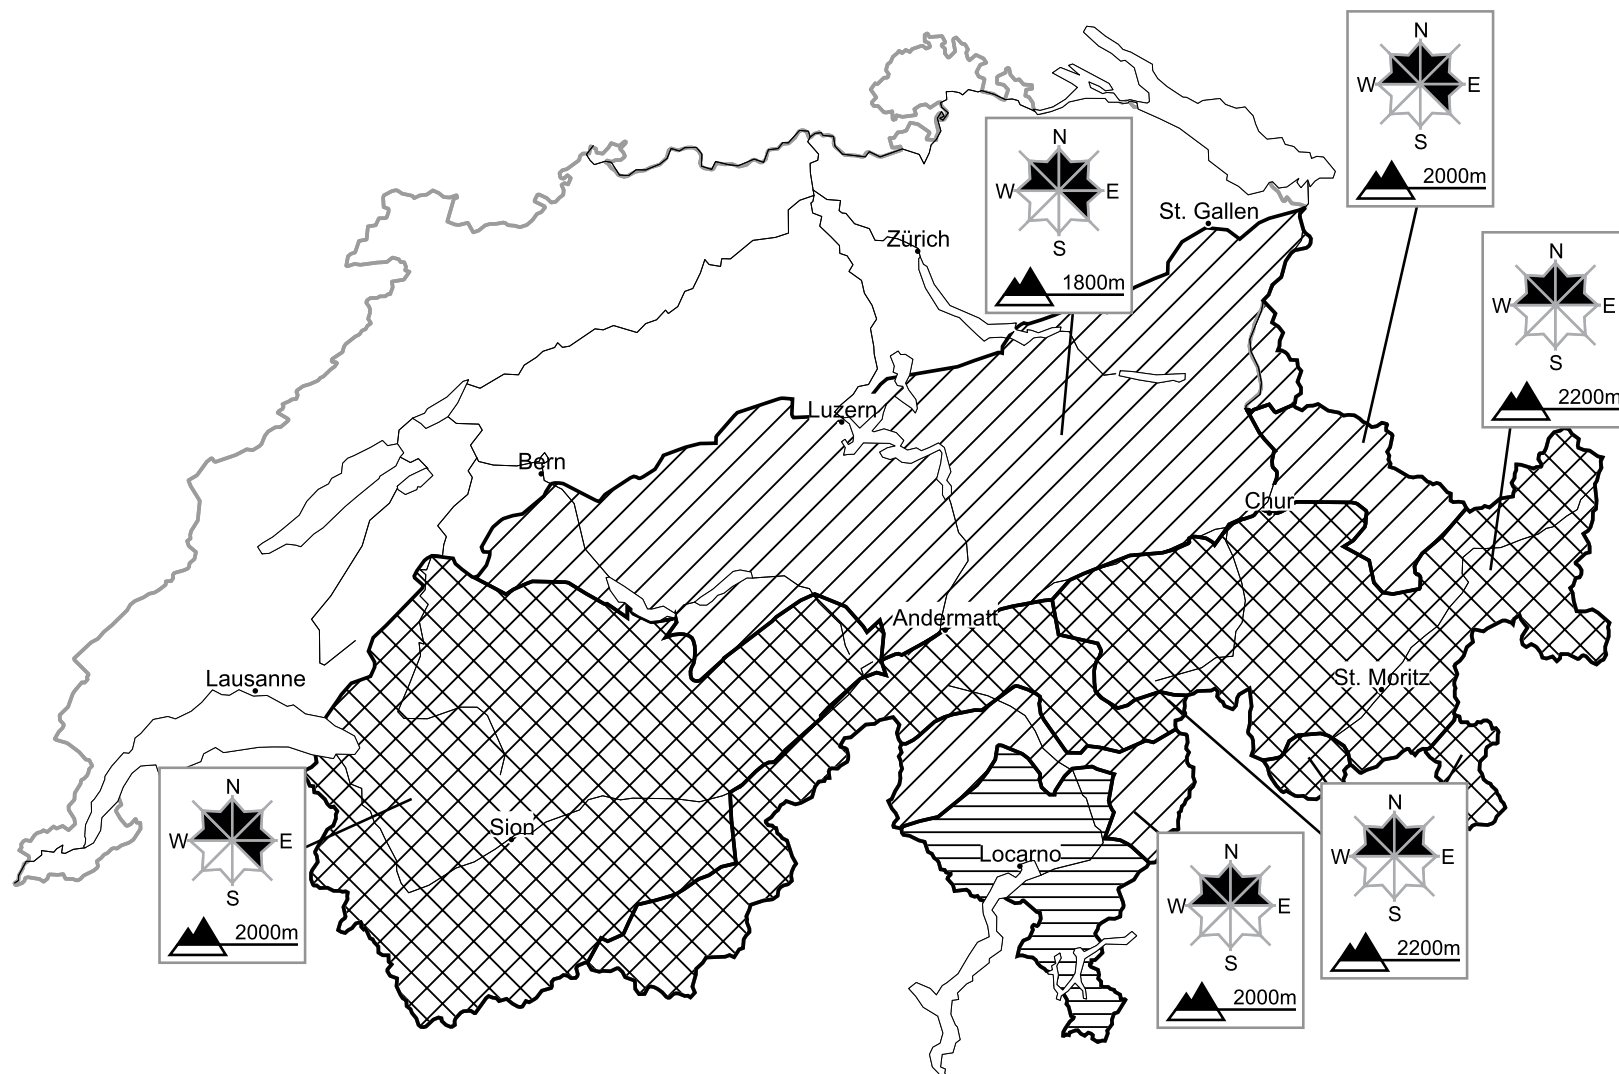 N
W E
S
2000m
N
W E
S
1800m
St. Gallen
Zürich
N
W E
S
2200m
Luzern
Bern
Chur
Andermatt
St. Moritz
Lausanne
N
W E
S
2000m
Sion
Locarno
N
W E
S
2200m
N
W E
S
2000m